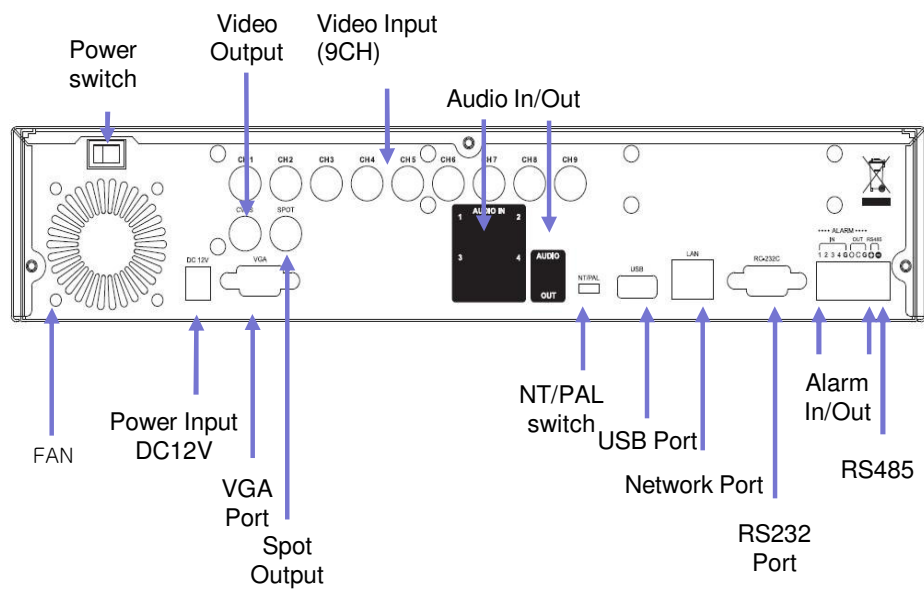 Power
switch
Video
Output
Video Input
(9CH)
Audio In/Out
CH1 CH2 CH3 CH4 CH5 CH6 CH7 CH8 CH9
SPOT
AUDIO IN
1 2
3 4
AUDIO
OUT
DC 12V
VGA
NT/PAL
USB
LAN
RC-232C
ALARM
IN OUT RS485
1 2 3 4 G O C G
FAN
Power Input
DC12V
VGA
Port
Spot
Output
NT/PAL
switch
USB Port
Network Port
RS232
Port
Alarm
In/Out
RS485